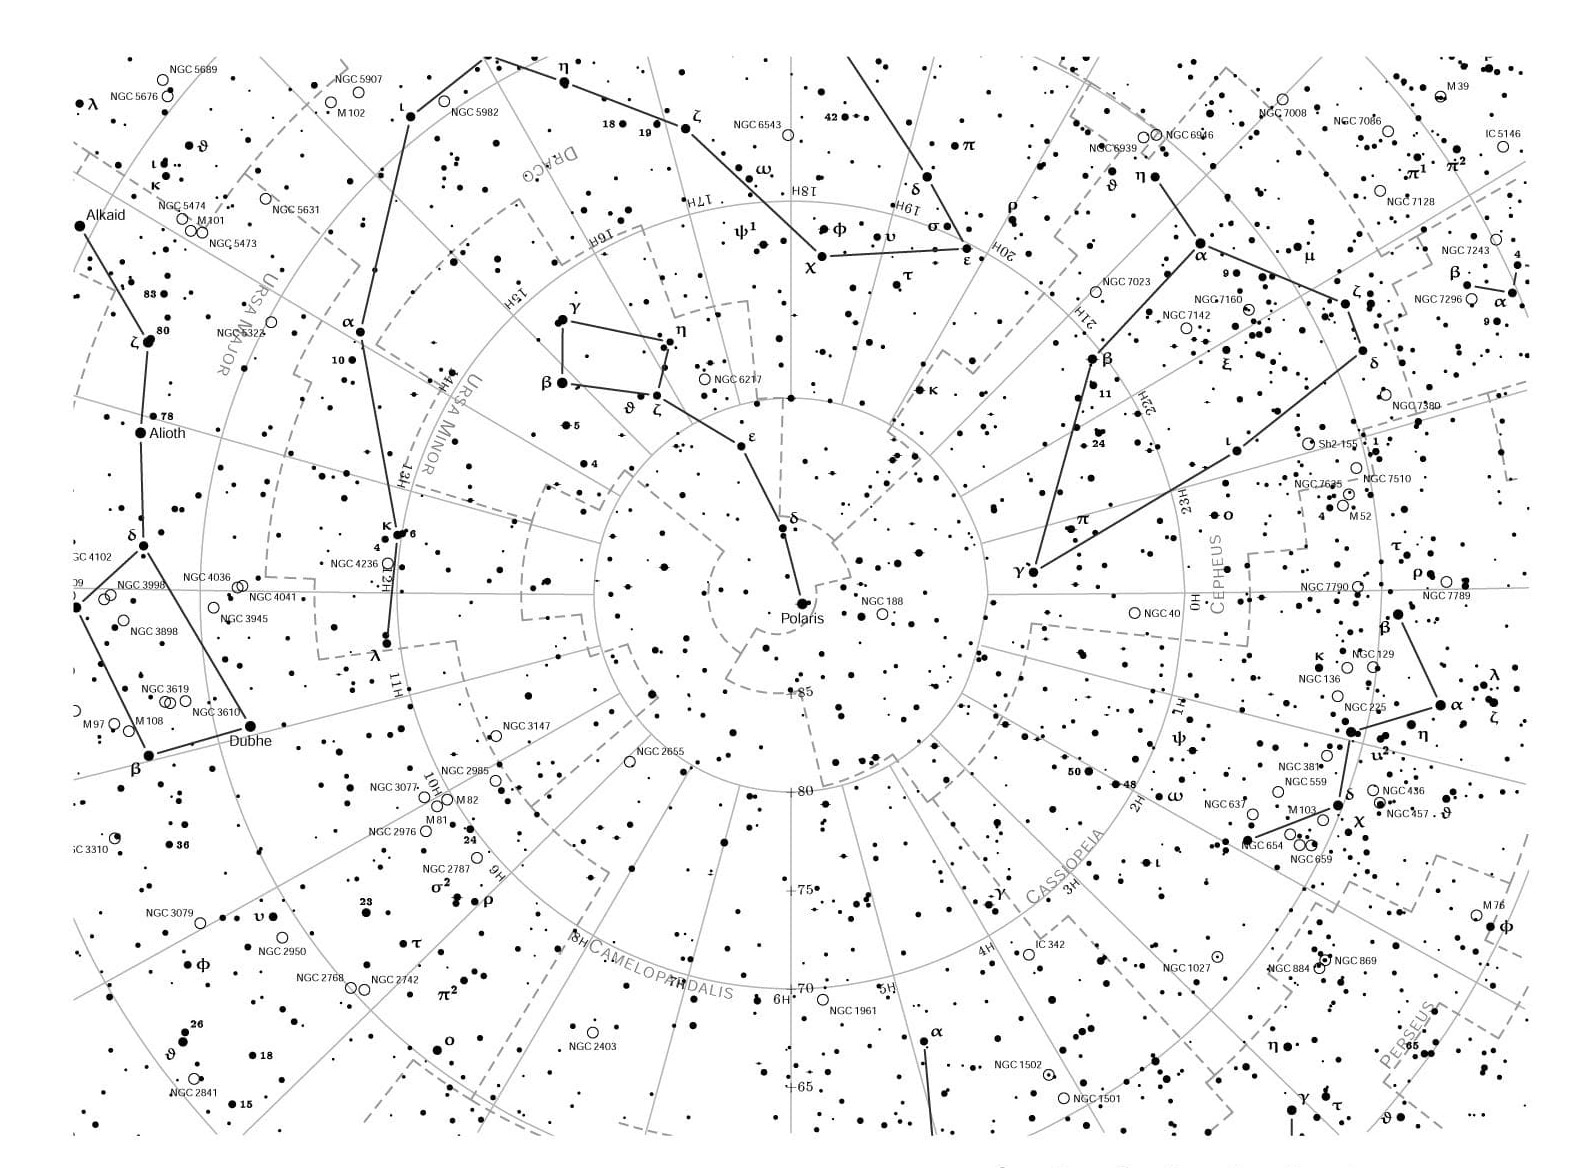 NGC 5689
NGC 5676
λ
NGC 5907
M 102
ι
NGC 5982
η
18
19
ζ
NGC 6543
42
π
NGC 6939
NGC 6946
NGC 7008
NGC 7086
M 39
IC 5146
ϑ
ι
κ
DRACO
ω
δ
ϑ
η
π¹
π²
NGC 7128
NGC 5474
M 101
NGC 5473
NGC 5631
Alkaid
17H
18H
19H
16H
ψ¹
ϕ
υ
σ
ρ
20H
χ
ε
τ
α
μ
NGC 7243
4
β
α
NGC 7296
9
83
URSA MAJOR
15H
γ
NGC 7023
9
NGC 7160
ζ
NGC 7142
21H
80
ζ
NGC 5322
α
10
η
β
ξ
δ
14H
URSA MINOR
β
NGC 6217
κ
11
22H
NGC 7380
78
Alioth
ϑ
ζ
5
ε
24
ι
Sh2-155
1
4
13H
NGC 7510
NGC 7635
M 52
4
23H
δ
κ
4
6
δ
π
ο
τ
GC 4102
NGC 4236
12H
γ
CEPHEUS
ρ
09
NGC 3998
NGC 4036
NGC 4041
NGC 7790
NGC 7789
NGC 3945
NGC 3898
Polaris
NGC 188
NGC 40
0H
β
λ
κ
NGC 129
NGC 136
11H
NGC 3619
NGC 3610
+85
1H
NGC 225
α
λ
ζ
M 97
M 108
Dubhe
β
NGC 3147
NGC 2655
ψ
η
υ²
NGC 381
NGC 2985
10H
NGC 3077
M 82
M 81
NGC 2976
+80
50
48
ω
2H
NGC 559
NGC 436
NGC 457
δ
ϑ
NGC 637
M 103
χ
NGC 654
NGC 659
GC 3310
36
24
NGC 2787
9H
σ²
ρ
+75
ι
CASSIOPEIA
3H
γ
NGC 3079
υ
23
NGC 2950
τ
8H
CAMELOPARDALIS
7H
4H
IC 342
M 76
ϕ
NGC 1027
NGC 869
NGC 884
ϕ
NGC 2768
NGC 2742
π²
+70
6H
5H
NGC 1961
26
ϑ
18
ο
NGC 2403
α
η
PERSEUS
65
NGC 2841
15
+65
NGC 1502
NGC 1501
γ
τ
ϑ